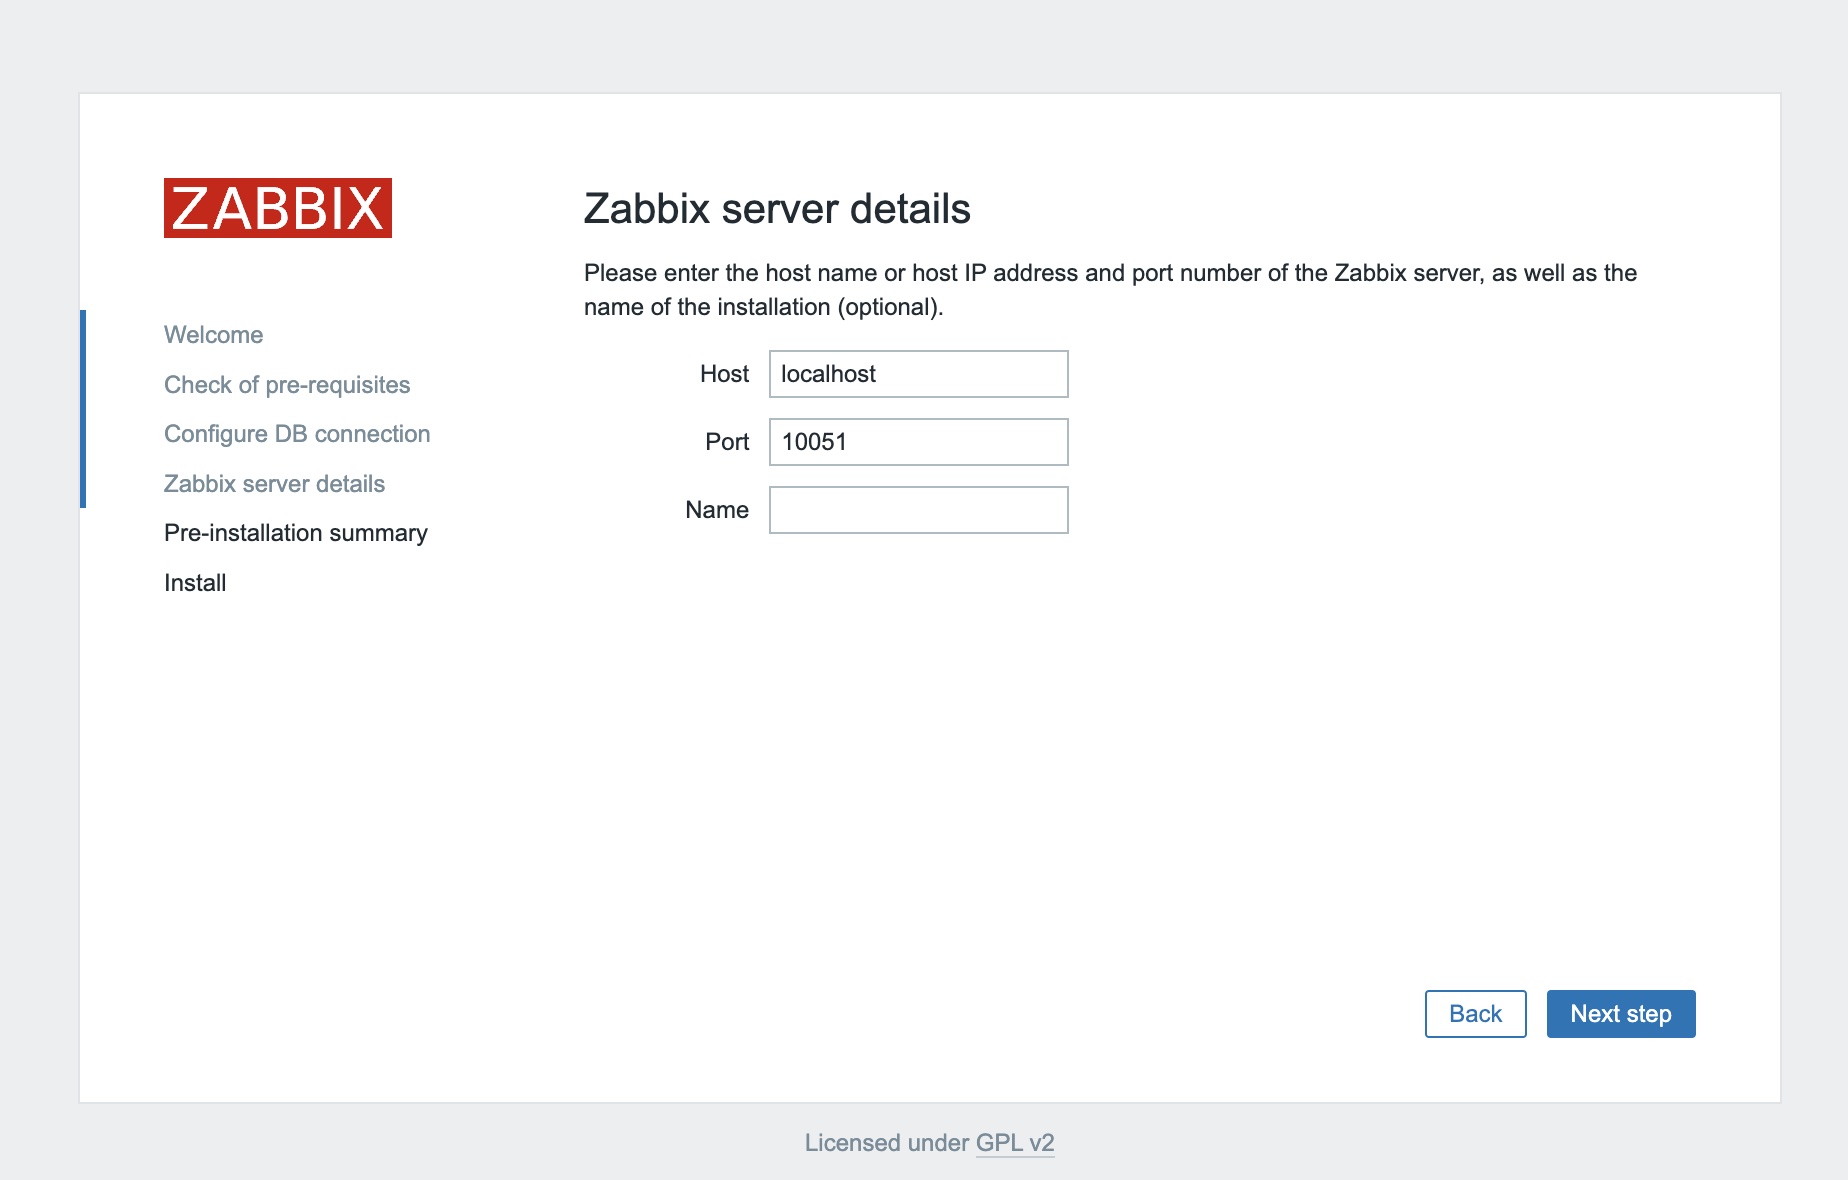 ZABBIX
Welcome
Check of pre-requisites
Configure DB connection
Zabbix server details
Pre-installation summary
Install
Zabbix server details
Please enter the host name or host IP address and port number of the Zabbix server, as well as the
name of the installation (optional).
Host localhost
Port 10051
Name
Back Next step
Licensed under GPL v2